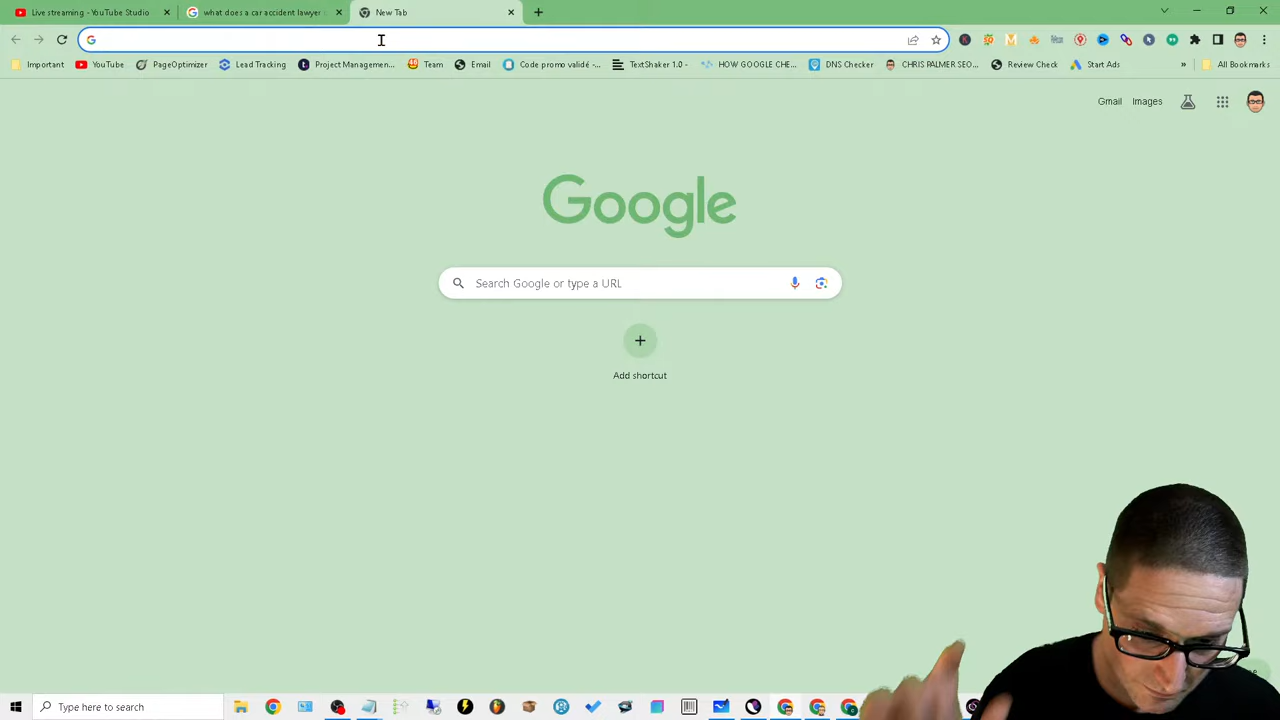 Live streaming - YouTube Studio
what does a car accident lawyer
New Tab
Important
YouTube
PageOptimizer
Lead Tracking
Project Managemen...
Team
Email
Code promo validé -...
TextShaker 1.0 -
HOW GOOGLE CHE...
DNS Checker
CHRIS PALMER SEO...
Review Check
Start Ads
»
All Bookmarks
Gmail
Images
Google
Search Google or type a URL
Add shortcut
Type here to search